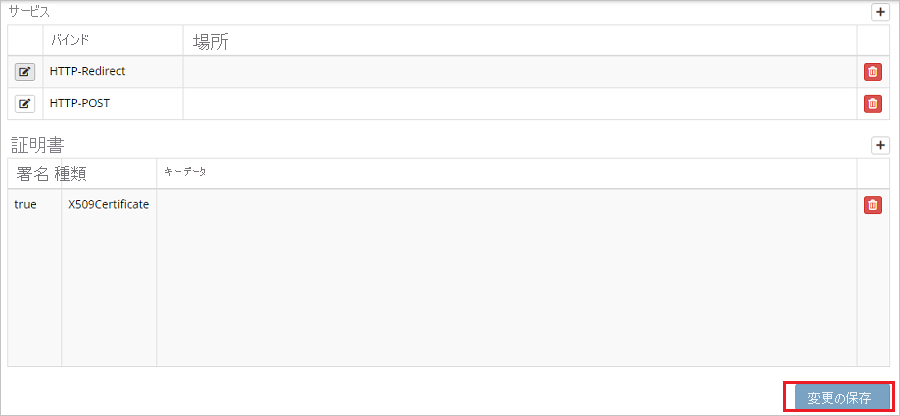 サービス
バインド 場所
HTTP-Redirect
HTTP-POST
証明書
署名 種類 キーデータ
true X509Certificate
変更の保存